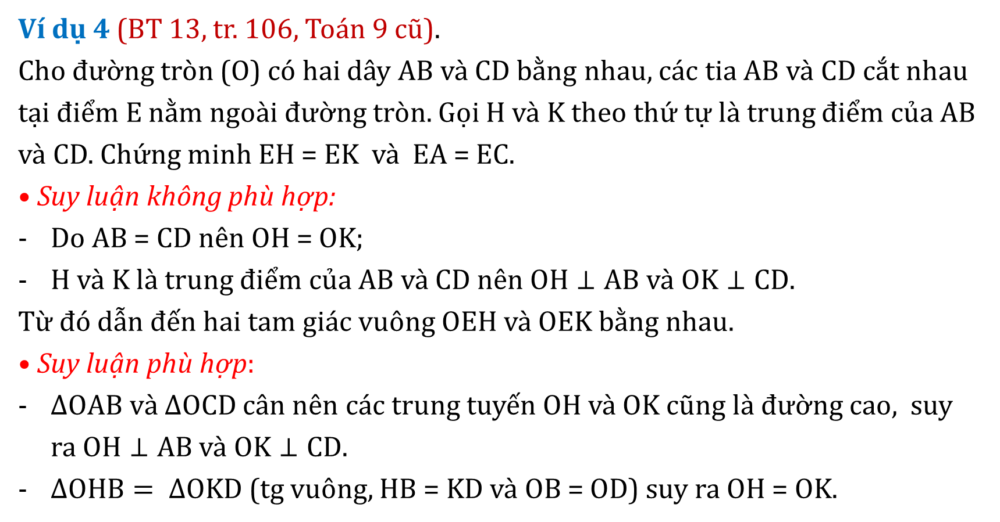 Ví dụ 4 (BT 13, tr. 106, Toán 9 cũ).
Cho đường tròn (O) có hai dây AB và CD bằng nhau, các tia AB và CD cắt nhau
tại điểm E nằm ngoài đường tròn. Gọi H và K theo thứ tự là trung điểm của AB
và CD. Chứng minh EH = EK và EA = EC.
• Suy luận không phù hợp:
- Do AB = CD nên OH = OK;
- H và K là trung điểm của AB và CD nên OH ⊥ AB và OK ⊥ CD.
Từ đó dẫn đến hai tam giác vuông OEH và OEK bằng nhau.
• Suy luận phù hợp:
- ΔOAB và ΔOCD cân nên các trung tuyến OH và OK cũng là đường cao, suy
ra OH ⊥ AB và OK ⊥ CD.
- ΔOHB = ΔOKD (tg vuông, HB = KD và OB = OD) suy ra OH = OK.